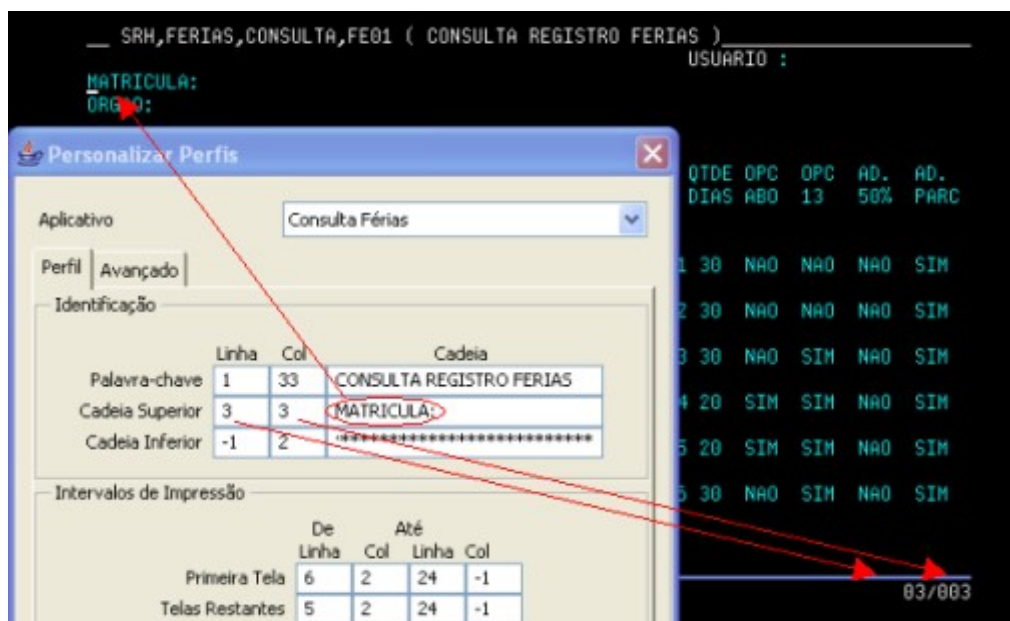 __ SRH,FERIAS,CONSULTA,FE01 ( CONSULTA REGISTRO FERIAS )
USUARIO :
MATRICULA:
ORGAO:
Personalizar Perfis
QTDE OPC OPC AD. AD.
DIAS ABO 13 50% PARC
Aplicativo Consulta Férias
Perfil Avançado
1 30 NAO NAO NAO SIM
Identificação
2 30 NAO NAO NAO SIM
Linha Col Cadeia
3 30 NAO SIM NAO SIM
Palavra-chave 1 33 CONSULTA REGISTRO FERIAS
Cadeia Superior 3 3 MATRICULA:
4 20 SIM SIM NAO SIM
Cadeia Inferior -1 2 '**************************
5 20 SIM SIM NAO SIM
Intervalos de Impressão
6 30 NAO SIM NAO SIM
De Até
Linha Col Linha Col
Primeira Tela 6 2 24 -1
03/003
Telas Restantes 5 2 24 -1